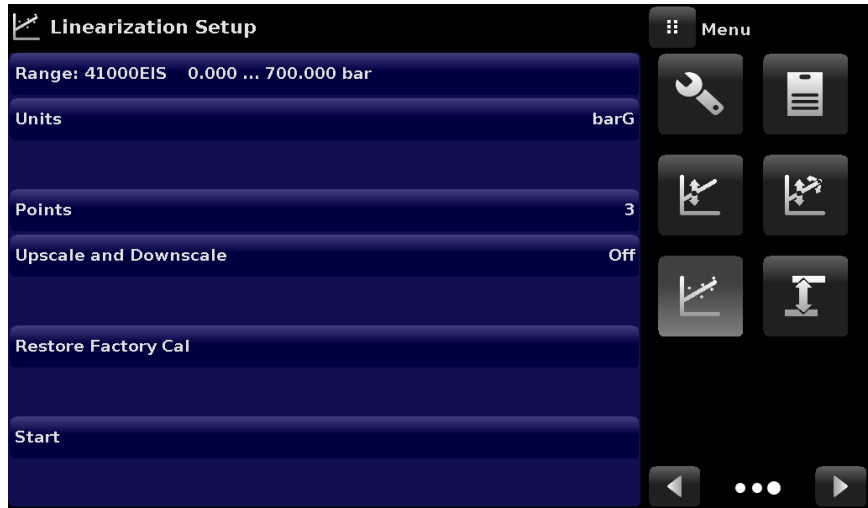 Linearization Setup
Menu
Range: 41000EIS 0.000 ... 700.000 bar
Units barG
Points 3
Upscale and Downscale Off
Restore Factory Cal
Start